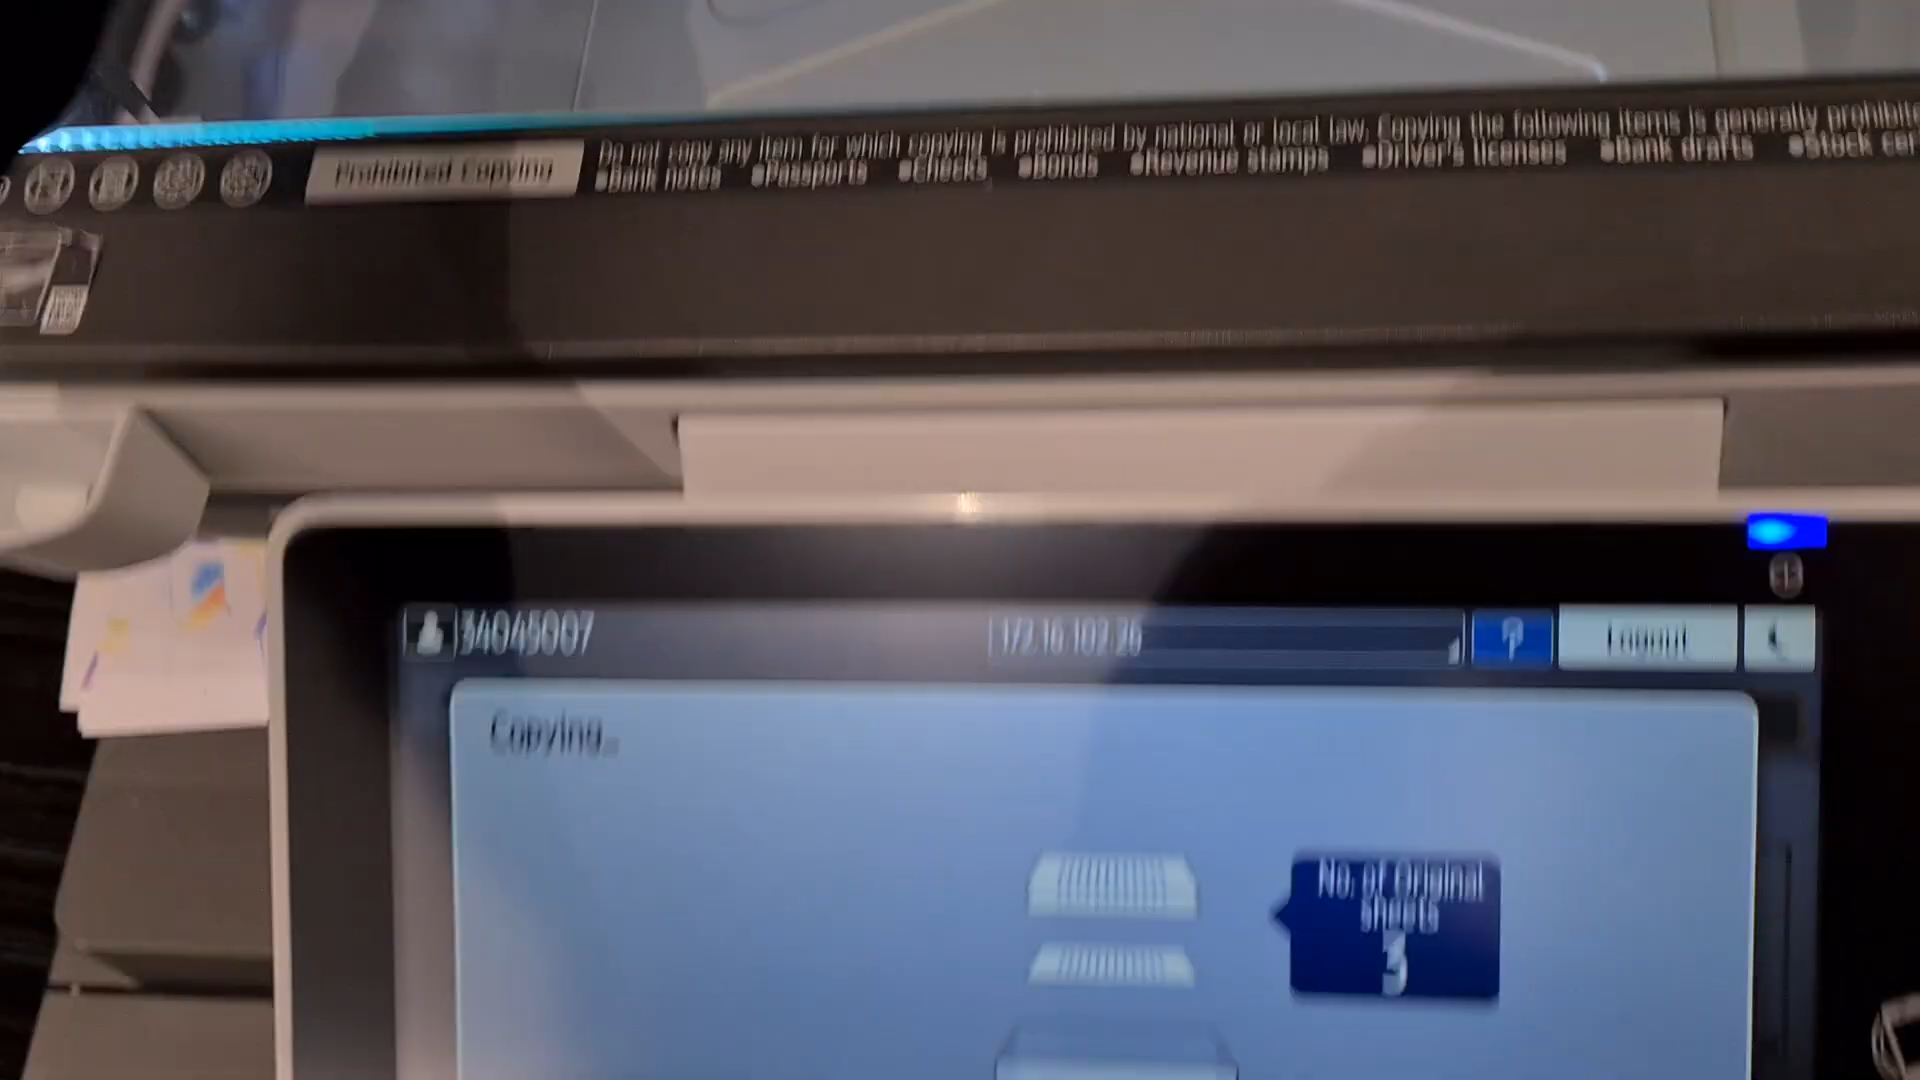 Prohibited Copying
Do not copy any item for which copying is prohibited by national or local law. Copying the following items is generally prohibite
●Bank notes ●Passports ●Checks ●Bonds ●Revenue stamps ●Driver's licenses ●Bank drafts ●Stock cer
34045007 172.16.102.26 Logout
Copying...
No. of Original
sheets
3